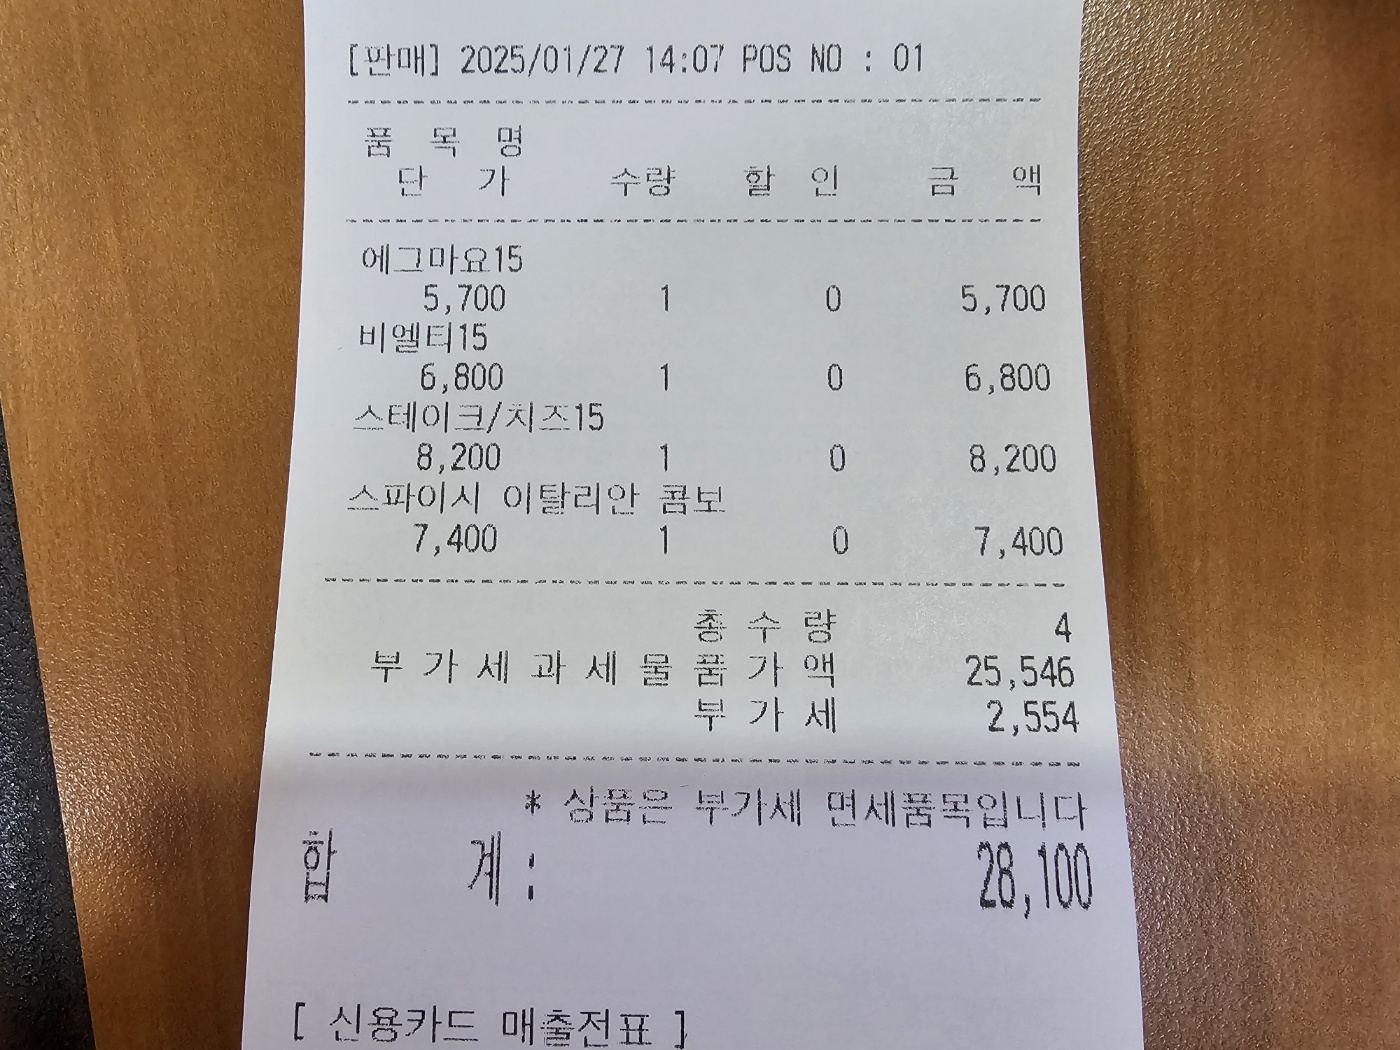 [판매] 2025/01/27 14:07 POS NO : 01
품 목 명
단 가 수량 할 인 금 액
에그마요15
5,700 1 0 5,700
비엘티15
6,800 1 0 6,800
스테이크/치즈15
8,200 1 0 8,200
스파이시 이탈리안 콤보
7,400 1 0 7,400
총 수 량 4
부 가 세 과 세 물 품 가 액 25,546
부 가 세 2,554
* 상품은 부가세 면세품목입니다
합 계 : 28,100
[ 신용카드 매출전표 ]